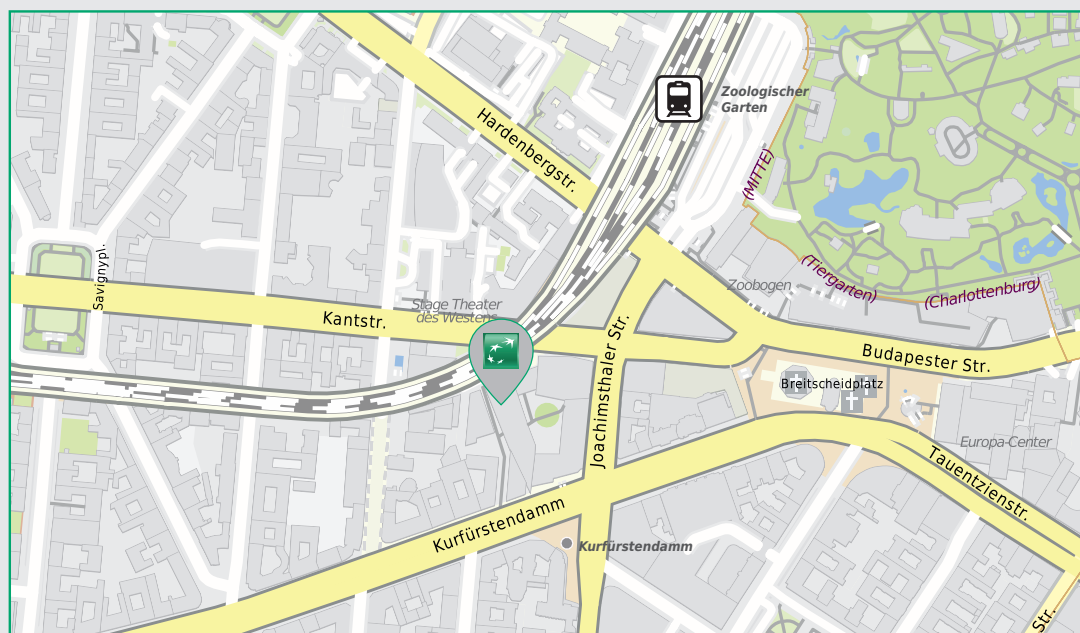 Zoologischer
Garten
Hardenbergstr.
(MITTE)
Savignypl.
(Tiergarten)
Zoobogen
(Charlottenburg)
Stage Theater
des Westens
Kantstr.
Joachimsthaler Str.
Budapester Str.
Breitscheidplatz
Europa-Center
Tauentzienstr.
Kurfürstendamm
Kurfürstendamm
Str.